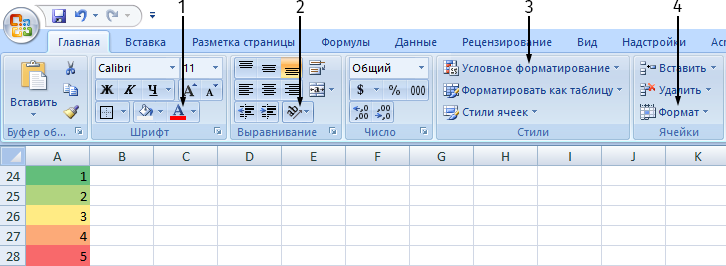 1 2 3 4
Главная Вставка Разметка страницы Формулы Данные Рецензирование Вид Надстройки
Вставить
Буфер об...
Calibri 11
Ж К Ч A A
A
Шрифт
Выравнивание
Общий
$ % 000
,0 ,00
,00 ,0
Число
Условное форматирование
Форматировать как таблицу
Стили ячеек
Стили
Вставить
Удалить
Формат
Ячейки
A B C D E F G H I J K
24 1
25 2
26 3
27 4
28 5